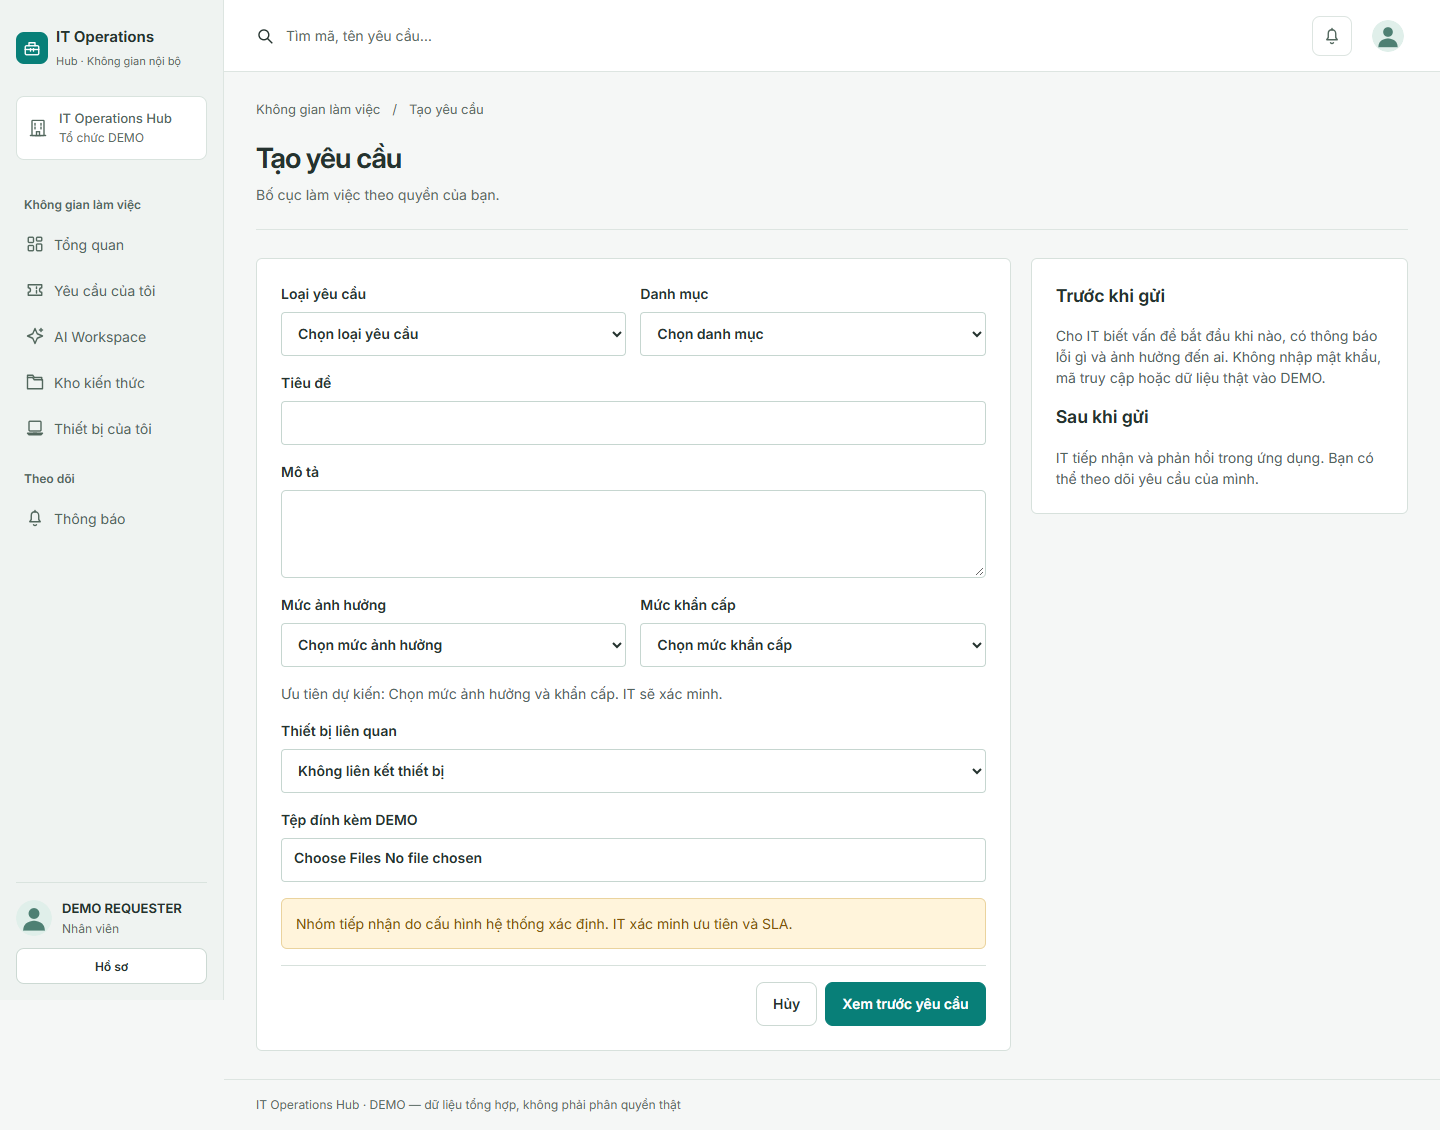 IT Operations
Hub · Không gian nội bộ
IT Operations Hub
Tổ chức DEMO
Không gian làm việc
Tổng quan
Yêu cầu của tôi
AI Workspace
Kho kiến thức
Thiết bị của tôi
Theo dõi
Thông báo
DEMO REQUESTER
Nhân viên
Hồ sơ
Tìm mã, tên yêu cầu...
Không gian làm việc / Tạo yêu cầu
Tạo yêu cầu
Bố cục làm việc theo quyền của bạn.
Loại yêu cầu
Chọn loại yêu cầu
Danh mục
Chọn danh mục
Tiêu đề
Mô tả
Mức ảnh hưởng
Chọn mức ảnh hưởng
Mức khẩn cấp
Chọn mức khẩn cấp
Ưu tiên dự kiến: Chọn mức ảnh hưởng và khẩn cấp. IT sẽ xác minh.
Thiết bị liên quan
Không liên kết thiết bị
Tệp đính kèm DEMO
Choose Files No file chosen
Nhóm tiếp nhận do cấu hình hệ thống xác định. IT xác minh ưu tiên và SLA.
Hủy
Xem trước yêu cầu
Trước khi gửi
Cho IT biết vấn đề bắt đầu khi nào, có thông báo
lỗi gì và ảnh hưởng đến ai. Không nhập mật khẩu,
mã truy cập hoặc dữ liệu thật vào DEMO.
Sau khi gửi
IT tiếp nhận và phản hồi trong ứng dụng. Bạn có
thể theo dõi yêu cầu của mình.
IT Operations Hub · DEMO — dữ liệu tổng hợp, không phải phân quyền thật